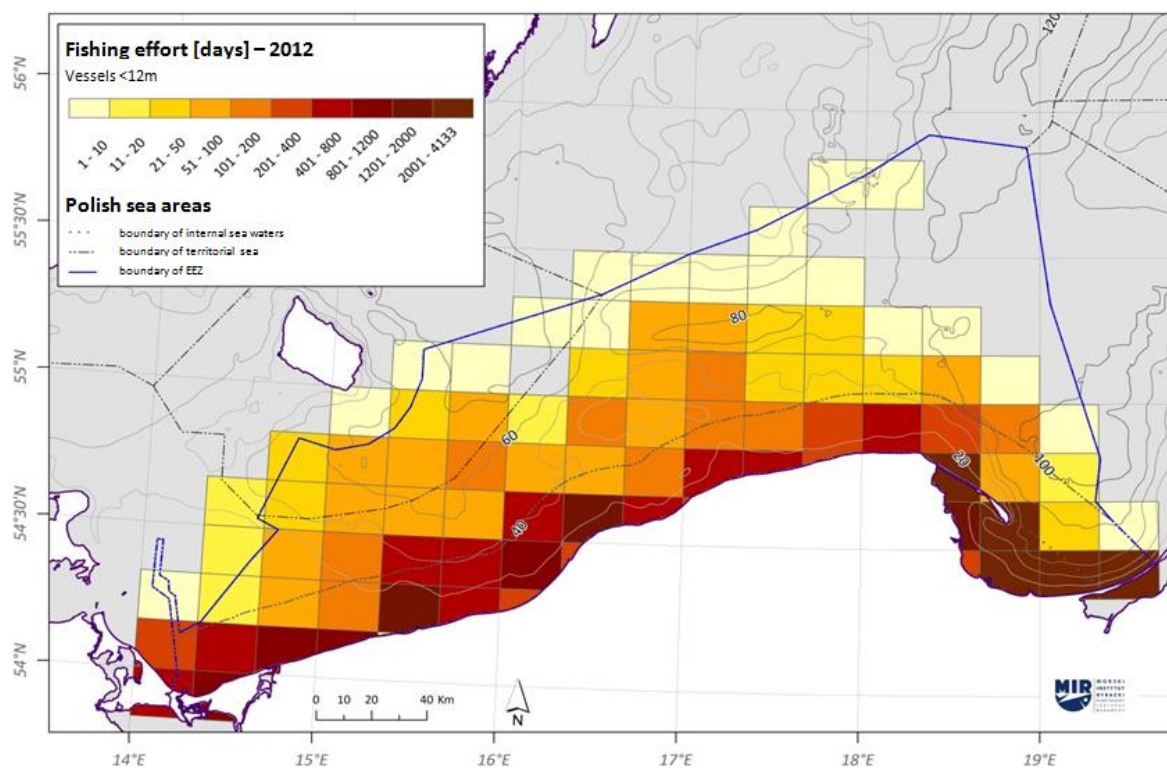 Fishing effort [days] – 2012
Vessels <12m
1 - 10
11 - 20
21 - 50
51 - 100
101 - 200
201 - 400
401 - 800
801 - 1200
1201 - 2000
2001 - 4133
Polish sea areas
boundary of internal sea waters
boundary of territorial sea
boundary of EEZ
120
80
60
40
20
100
56°N
55°30'N
55°N
54°30'N
54°N
0 10 20 40 Km
N
MIR
MORSKI
INSTYTUT
RYBACKI
14°E
15°E
16°E
17°E
18°E
19°E